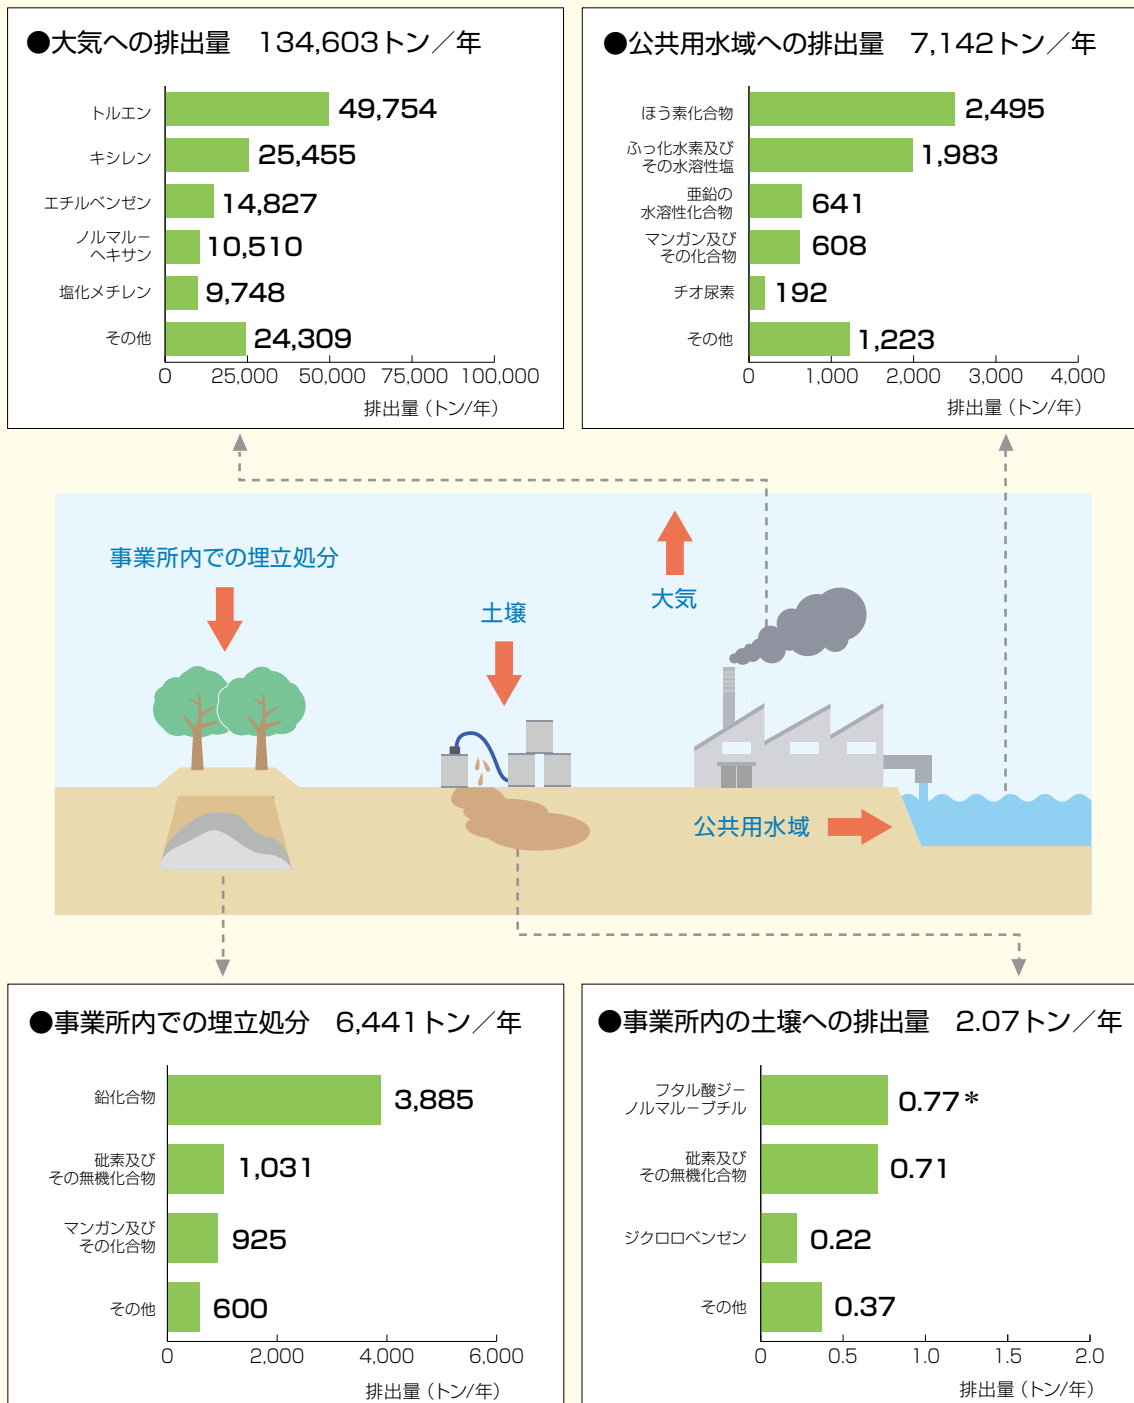 ●大気への排出量　134,603トン／年
トルエン
49,754
キシレン
25,455
エチルベンゼン
14,827
ノルマルー
ヘキサン
10,510
塩化メチレン
9,748
その他
24,309
0 25,000 50,000 75,000 100,000
排出量（トン/年）
●公共用水域への排出量　7,142トン／年
ほう素化合物
2,495
ふっ化水素及び
その水溶性塩
1,983
亜鉛の
水溶性化合物
641
マンガン及び
その化合物
608
チオ尿素
192
その他
1,223
0 1,000 2,000 3,000 4,000
排出量（トン/年）
事業所内での埋立処分
土壌
大気
公共用水域
●事業所内での埋立処分　6,441トン／年
鉛化合物
3,885
砒素及び
その無機化合物
1,031
マンガン及び
その化合物
925
その他
600
0 2,000 4,000 6,000
排出量（トン/年）
●事業所内の土壌への排出量　2.07トン／年
フタル酸ジー
ノルマルーブチル
0.77＊
砒素及び
その無機化合物
0.71
ジクロロベンゼン
0.22
その他
0.37
0 0.5 1.0 1.5 2.0
排出量（トン/年）